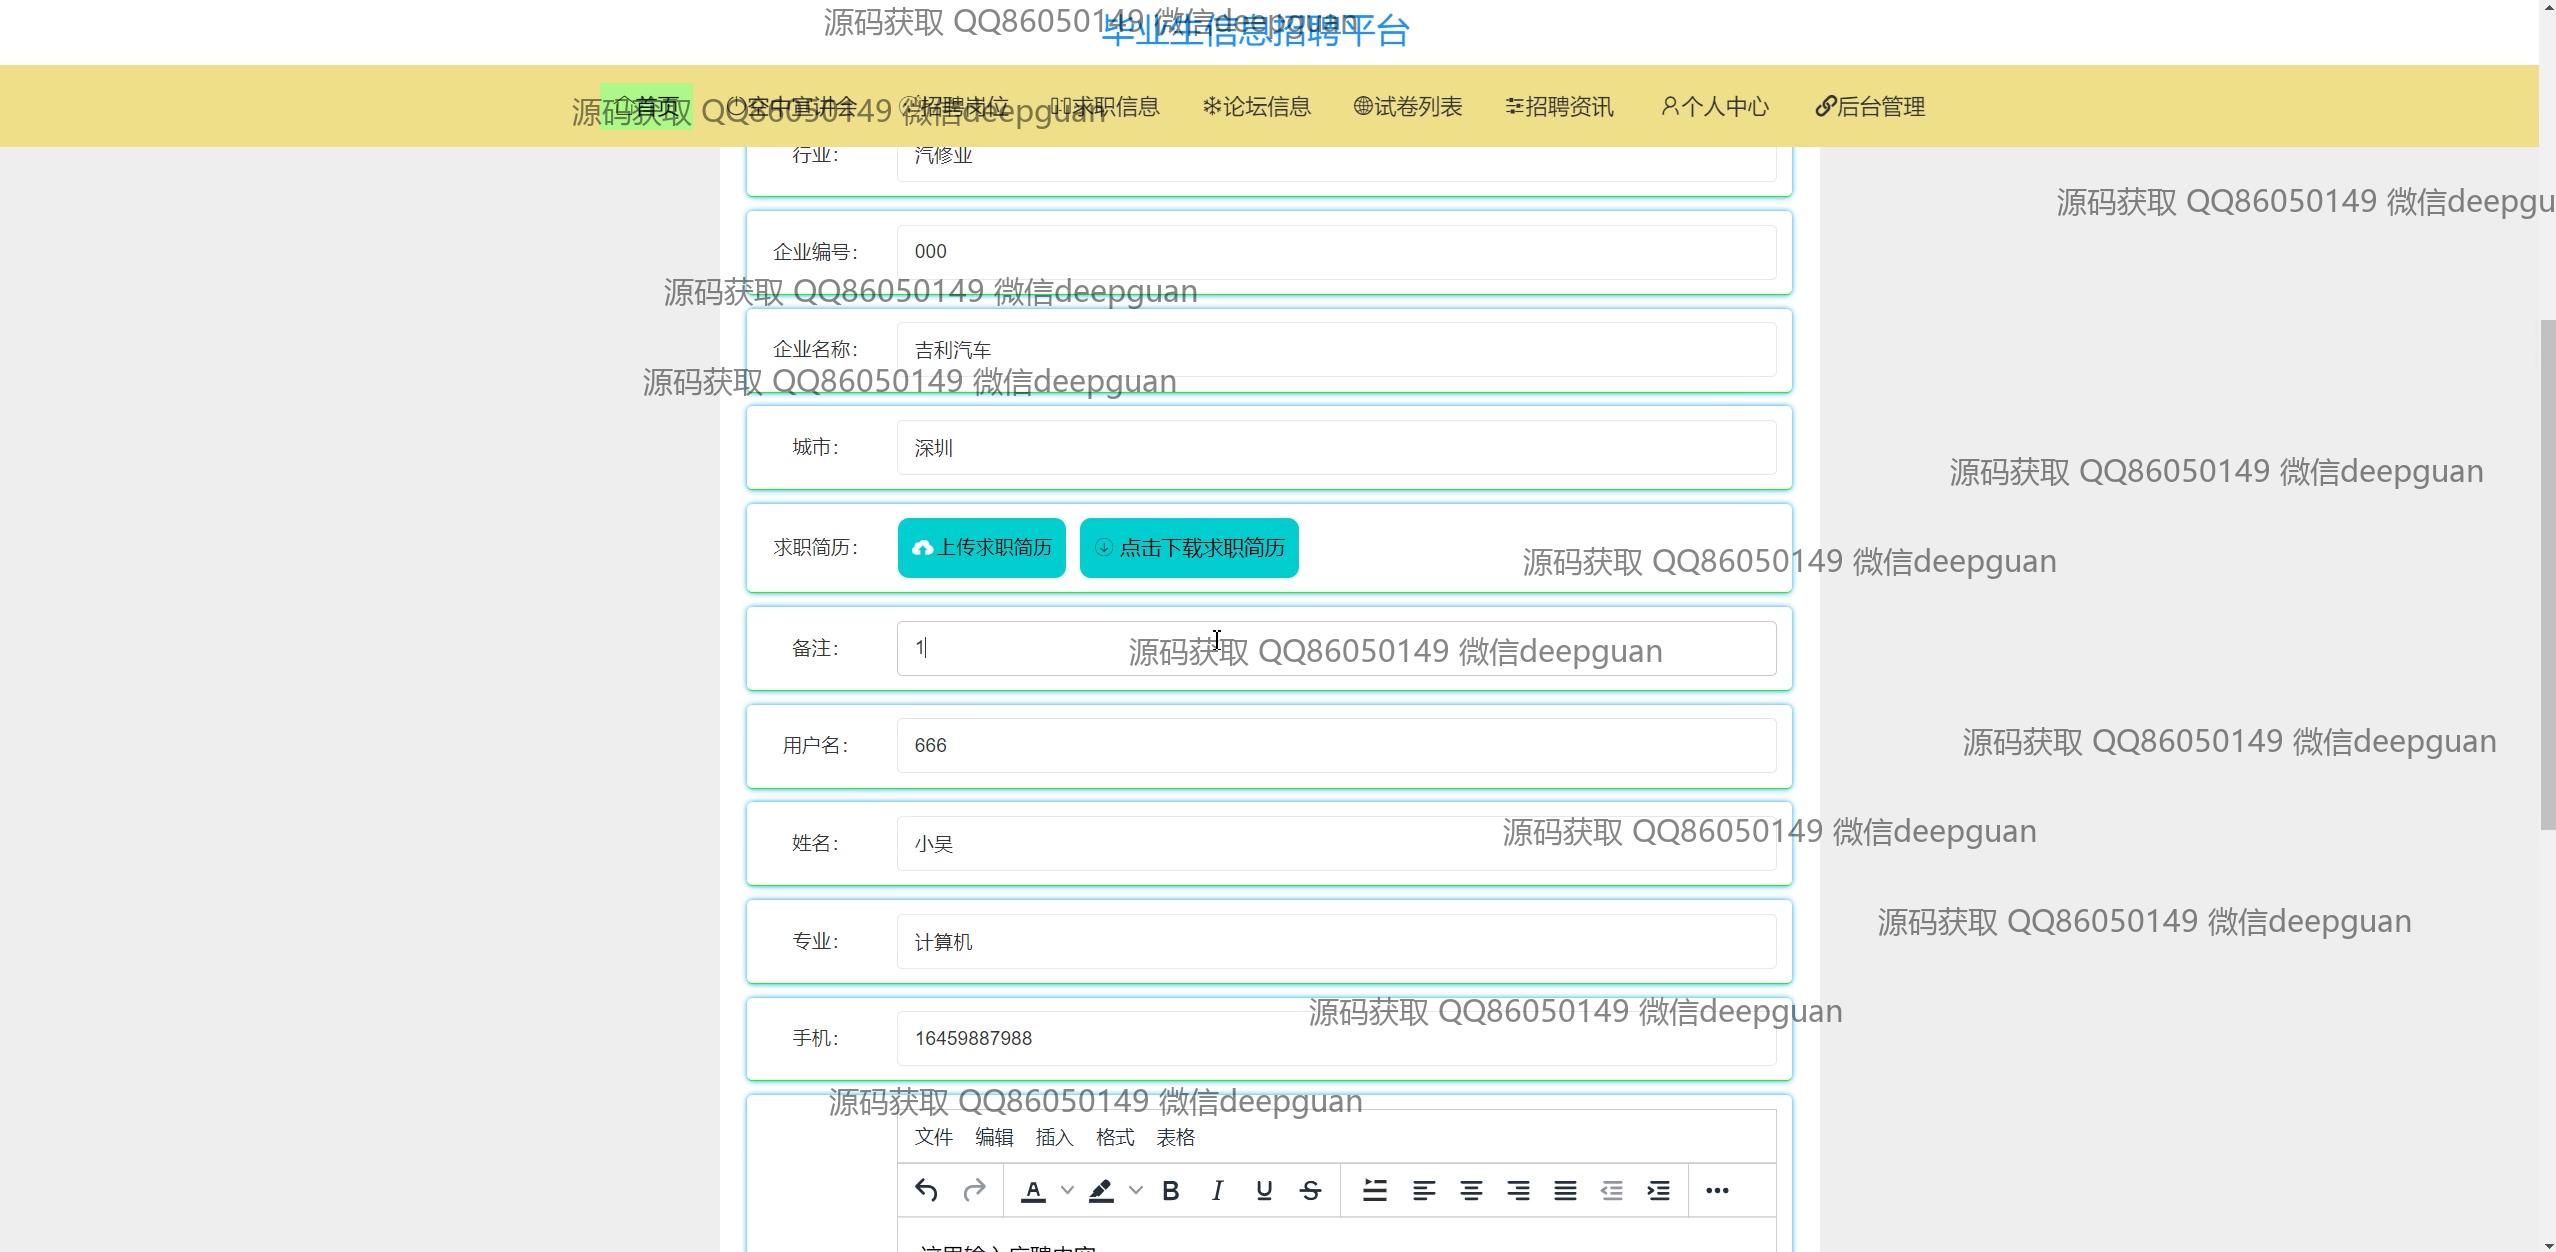 源码获取 QQ86050149 微信deepguan
毕业生信息招聘平台
首页 空中宣讲会 招聘岗位 求职信息 论坛信息 试卷列表 招聘资讯 个人中心 后台管理
源码获取 QQ86050149 微信deepguan
行业： 汽修业
源码获取 QQ86050149 微信deepgu
企业编号： 000
源码获取 QQ86050149 微信deepguan
企业名称： 吉利汽车
源码获取 QQ86050149 微信deepguan
城市： 深圳
源码获取 QQ86050149 微信deepguan
求职简历： 上传求职简历 点击下载求职简历
源码获取 QQ86050149 微信deepguan
备注： 1
源码获取 QQ86050149 微信deepguan
用户名： 666
源码获取 QQ86050149 微信deepguan
姓名： 小吴
源码获取 QQ86050149 微信deepguan
专业： 计算机
源码获取 QQ86050149 微信deepguan
源码获取 QQ86050149 微信deepguan
手机： 16459887988
源码获取 QQ86050149 微信deepguan
文件 编辑 插入 格式 表格
这里输入应聘内容